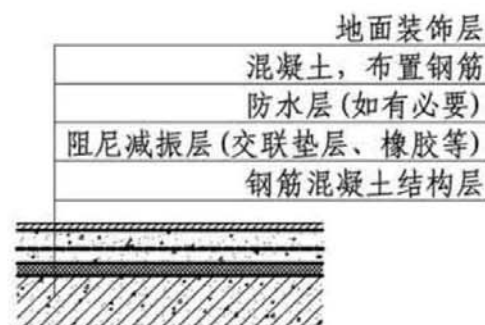 地面装饰层
混凝土，布置钢筋
防水层(如有必要)
阻尼减振层(交联垫层、橡胶等)
钢筋混凝土结构层